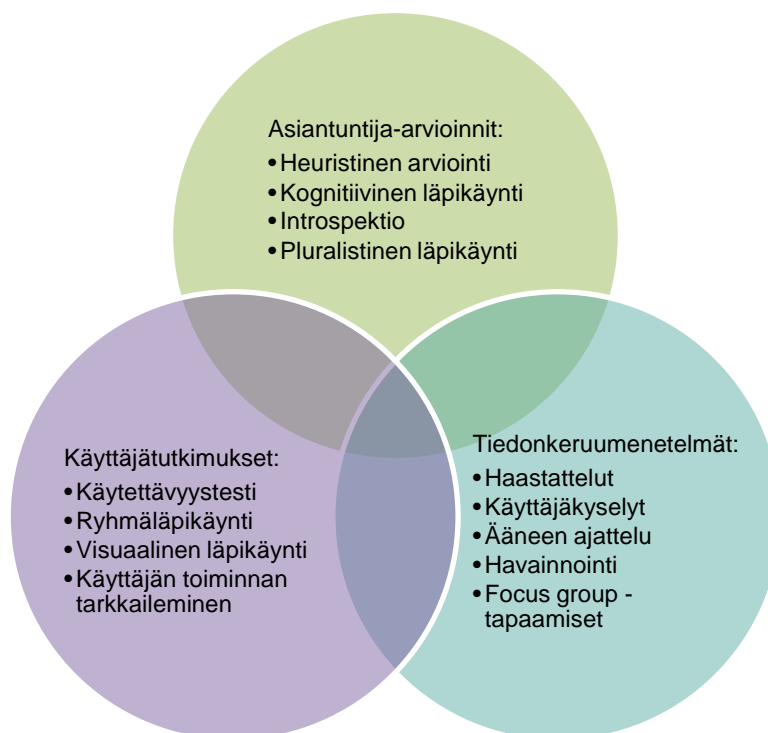 Asiantuntija-arvioinnit:
•Heuristinen arviointi
•Kognitiivinen läpikäynti
•Introspektio
•Pluralistinen läpikäynti
Käyttäjätutkimukset:
•Käytettävyystesti
•Ryhmäläpikäynti
•Visuaalinen läpikäynti
•Käyttäjän toiminnan
tarkkaileminen
Tiedonkeruumenetelmät:
•Haastattelut
•Käyttäjäkyselyt
•Ääneen ajattelu
•Havainnointi
•Focus group -
tapaamiset